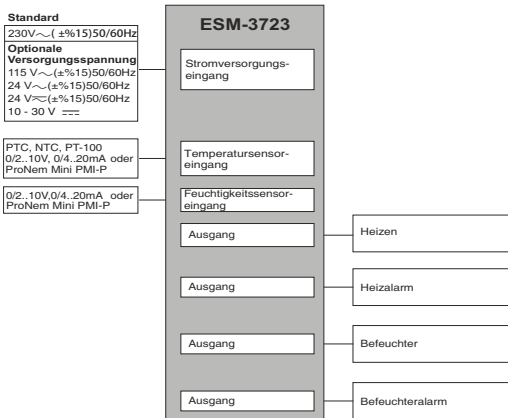 Standard
230V～( ±%15)50/60Hz
Optionale
Versorgungsspannung
115 V～(±%15)50/60Hz
24 V～(±%15)50/60Hz
24 V⏦(±%15)50/60Hz
10 - 30 V ⎓
PTC, NTC, PT-100
0/2..10V, 0/4..20mA oder
ProNem Mini PMI-P
0/2..10V,0/4..20mA oder
ProNem Mini PMI-P
ESM-3723
Stromversorgungs-
eingang
Temperatursensor-
eingang
Feuchtigkeitssensor-
eingang
Ausgang
Heizen
Ausgang
Heizalarm
Ausgang
Befeuchter
Ausgang
Befeuchteralarm